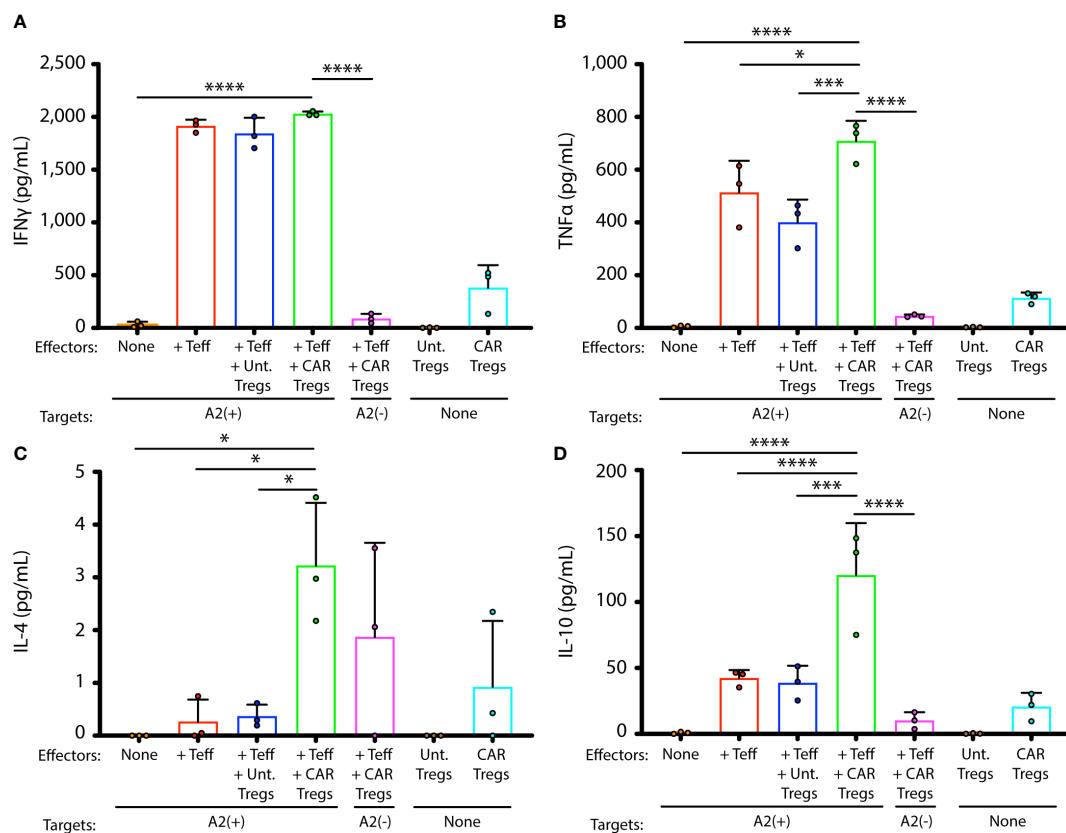 A
IFNγ (pg/mL)
2,500
2,000
1,500
1,000
500
0
****
****
Effectors: None + Teff + Teff + Teff + Teff Unt. CAR
+ Unt. + CAR + CAR Tregs Tregs
Tregs Tregs Tregs
Targets: A2(+) A2(-) None
B
TNFα (pg/mL)
1,000
800
600
400
200
0
****
*
***
****
Effectors: None + Teff + Teff + Teff + Teff Unt. CAR
+ Unt. + CAR + CAR Tregs Tregs
Tregs Tregs Tregs
Targets: A2(+) A2(-) None
C
IL-4 (pg/mL)
5
4
3
2
1
0
*
*
*
Effectors: None + Teff + Teff + Teff + Teff Unt. CAR
+ Unt. + CAR + CAR Tregs Tregs
Tregs Tregs Tregs
Targets: A2(+) A2(-) None
D
IL-10 (pg/mL)
200
150
100
50
0
****
****
***
****
Effectors: None + Teff + Teff + Teff + Teff Unt. CAR
+ Unt. + CAR + CAR Tregs Tregs
Tregs Tregs Tregs
Targets: A2(+) A2(-) None